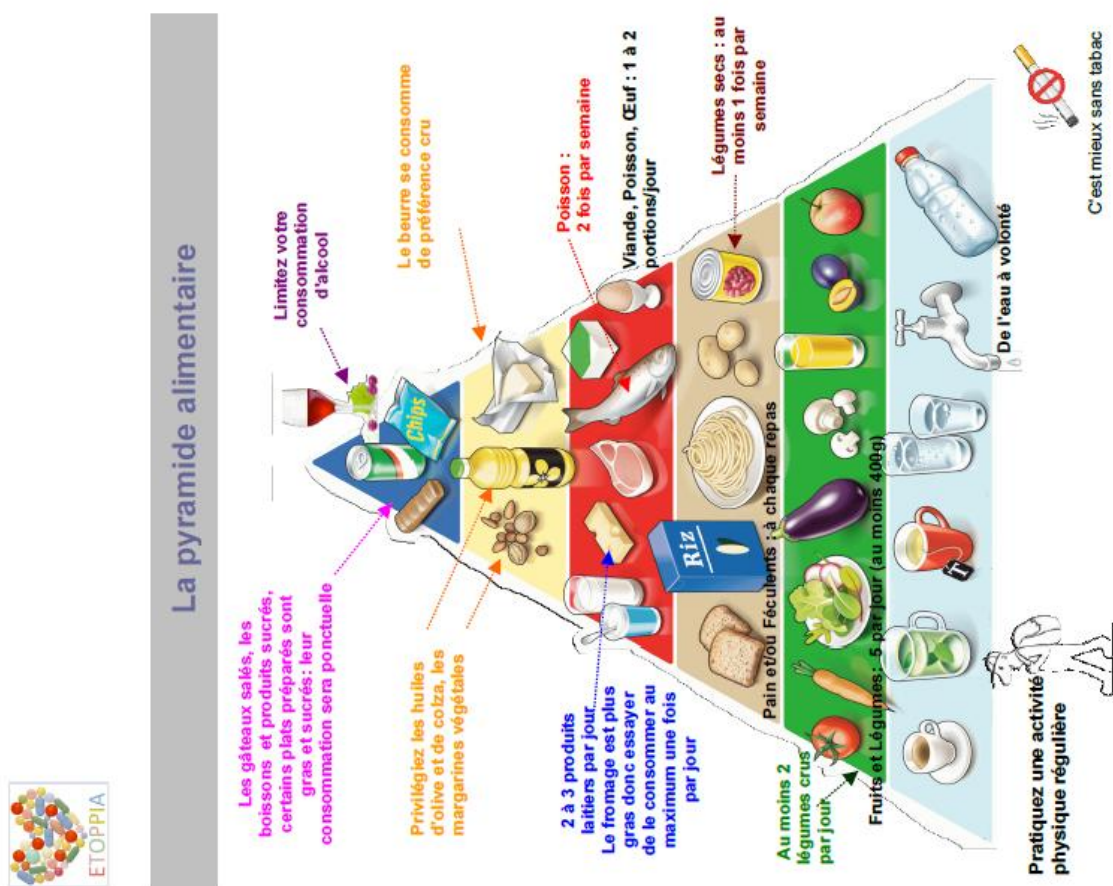 ETOPPIA
La pyramide alimentaire
Limitez votre
consommation
d'alcool
Les gâteaux salés, les
boissons et produits sucrés,
certains plats préparés sont
gras et sucrés: leur
consommation sera ponctuelle
Chips
Le beurre se consomme
de préférence cru
Privilégiez les huiles
d'olive et de colza, les
margarines végétales
Poisson :
2 fois par semaine
Viande, Poisson, Œuf : 1 à 2
portions/jour
2 à 3 produits
laitiers par jour
Le fromage est plus
gras donc essayer
de le consommer au
maximum une fois
par jour
Riz
Légumes secs : au
moins 1 fois par
semaine
Pain et/ou Féculents : à chaque repas
Au moins 2
légumes crus
par jour
Fruits et Légumes: 5 par jour (au moins 400g)
T
De l'eau à volonté
Pratiquez une activité
physique régulière
C'est mieux sans tabac